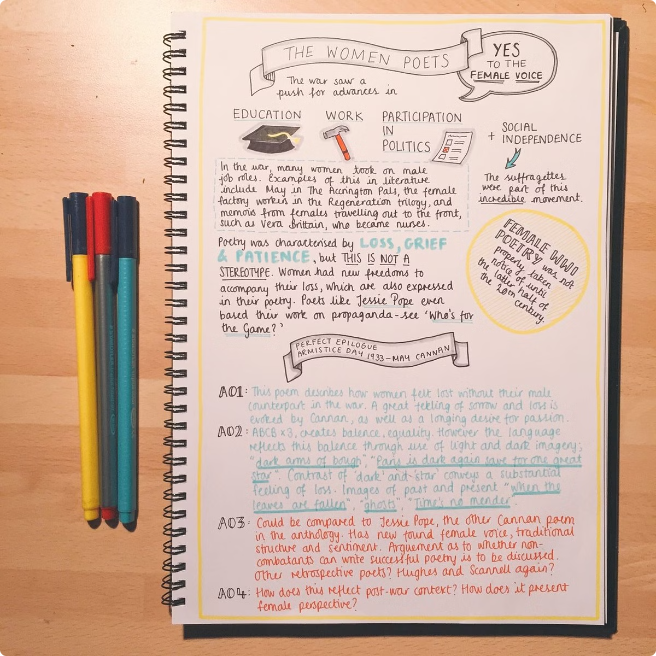 THE WOMEN POETS
YES
TO THE
FEMALE VOICE
The war saw a
push for advances in
EDUCATION
WORK
PARTICIPATION
IN
POLITICS
+ SOCIAL
INDEPENDENCE
The suffragettes
were part of this
incredible movement.
In the war, many women took on male
job roles. Examples of this in literature
include May in The Accrington Pals, the female
factory workers in the Regeneration trilogy, and
memoirs from females travelling out to the front,
such as Vera Brittain, who became nurses.
Poetry was characterised by LOSS, GRIEF
& PATIENCE, but THIS IS NOT A
STEREOTYPE. Women had new freedoms to
accompany their loss, which are also expressed
in their poetry. Poets like Jessie Pope even
based their work on propaganda-see 'Who's for
the Game?'
FEMALE WWI
POETRY was not
properly taken
notice of until
the latter half of
the 20th century.
PERFECT EPILOGUE
ARMISTICE DAY 1933-MAY CANNAN
AO1: This poem describes how women felt lost without their male
counterpart in the war. A great feeling of sorrow and loss is
evoked by Cannan, as well as a longing desire for passion.
AO2: ABCB x 3, creates balence, equality. However the language
reflects this balance through use of light and dark imagery;
"dark arms of bough", "Paris is dark again save for one great
star". Contrast of 'dark' and 'star' conveys a substantial
feeling of loss. Images of past and present "when the
leaves are fallen", "ghosts", "Time's no mender.
AO3: Could be compared to Jessie Pope, the other Cannan poem
in the anthology. Has new found female voice, traditional
structure and sentiment. Arguement as to whether non-
combatants can write successful poetry is to be discussed.
Other retrospective poets? Hughes and Scannell again?
AO4: How does this reflect post-war context? How does it present
female perspective?